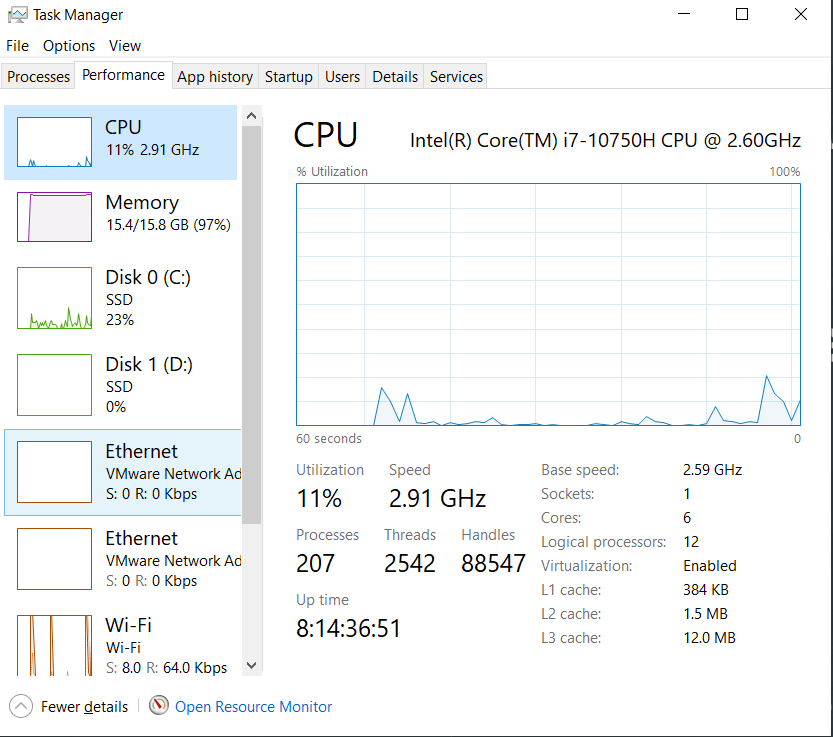 Task Manager
File Options View
Processes Performance App history Startup Users Details Services
CPU
11% 2.91 GHz
Memory
15.4/15.8 GB (97%)
Disk 0 (C:)
SSD
23%
Disk 1 (D:)
SSD
0%
Ethernet
VMware Network Ad
S: 0 R: 0 Kbps
Ethernet
VMware Network Ad
S: 0 R: 0 Kbps
Wi-Fi
Wi-Fi
S: 8.0 R: 64.0 Kbps
CPU Intel(R) Core(TM) i7-10750H CPU @ 2.60GHz
% Utilization 100%
60 seconds 0
Utilization Speed
11% 2.91 GHz
Processes Threads Handles
207 2542 88547
Up time
8:14:36:51
Base speed: 2.59 GHz
Sockets: 1
Cores: 6
Logical processors: 12
Virtualization: Enabled
L1 cache: 384 KB
L2 cache: 1.5 MB
L3 cache: 12.0 MB
Fewer details Open Resource Monitor